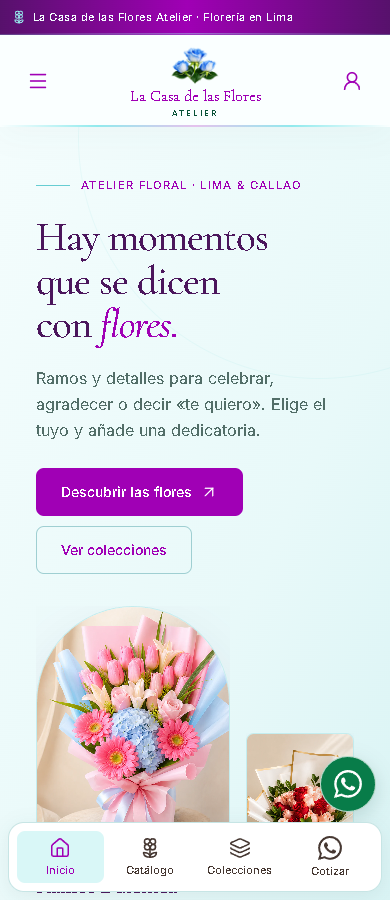 La Casa de las Flores Atelier · Florería en Lima
La Casa de las Flores
ATELIER
ATELIER FLORAL · LIMA & CALLAO
Hay momentos
que se dicen
con flores.
Ramos y detalles para celebrar,
agradecer o decir «te quiero». Elige el
tuyo y añade una dedicatoria.
Descubrir las flores
Ver colecciones
Inicio
Catálogo
Colecciones
Cotizar